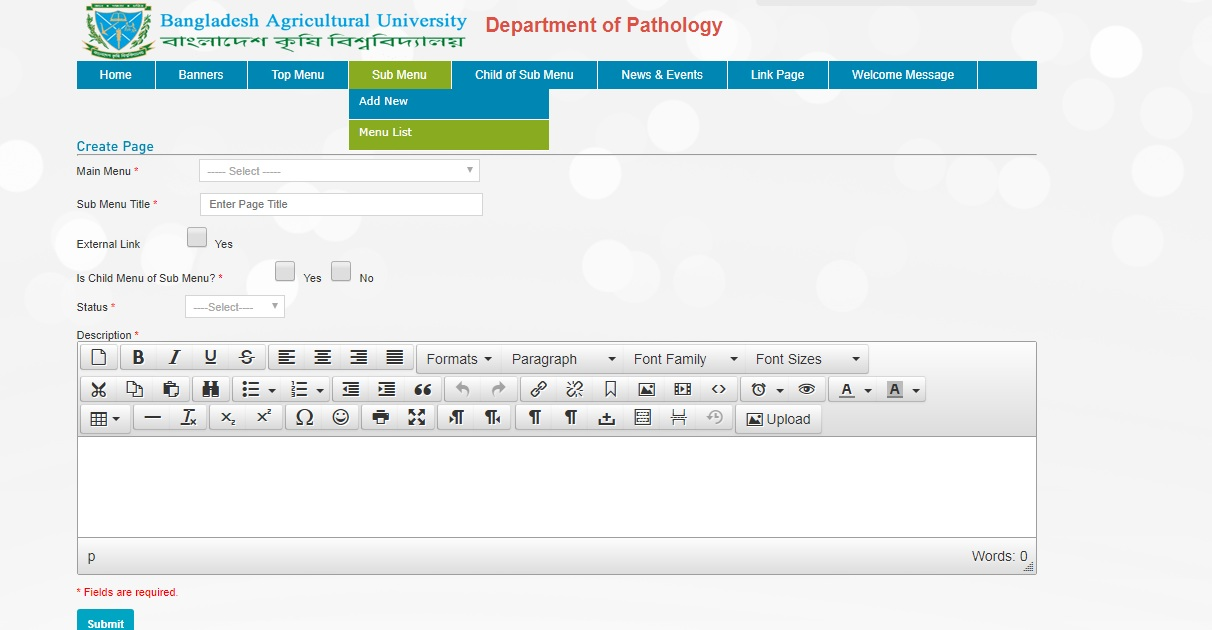 Bangladesh Agricultural University
বাংলাদেশ কৃষি বিশ্ববিদ্যালয়
Department of Pathology
Home Banners Top Menu Sub Menu Child of Sub Menu News & Events Link Page Welcome Message
Add New
Menu List
Create Page
Main Menu * ----- Select -----
Sub Menu Title * Enter Page Title
External Link Yes
Is Child Menu of Sub Menu? * Yes No
Status * ----Select----
Description *
Formats Paragraph Font Family Font Sizes
Upload
p Words: 0
* Fields are required.
Submit